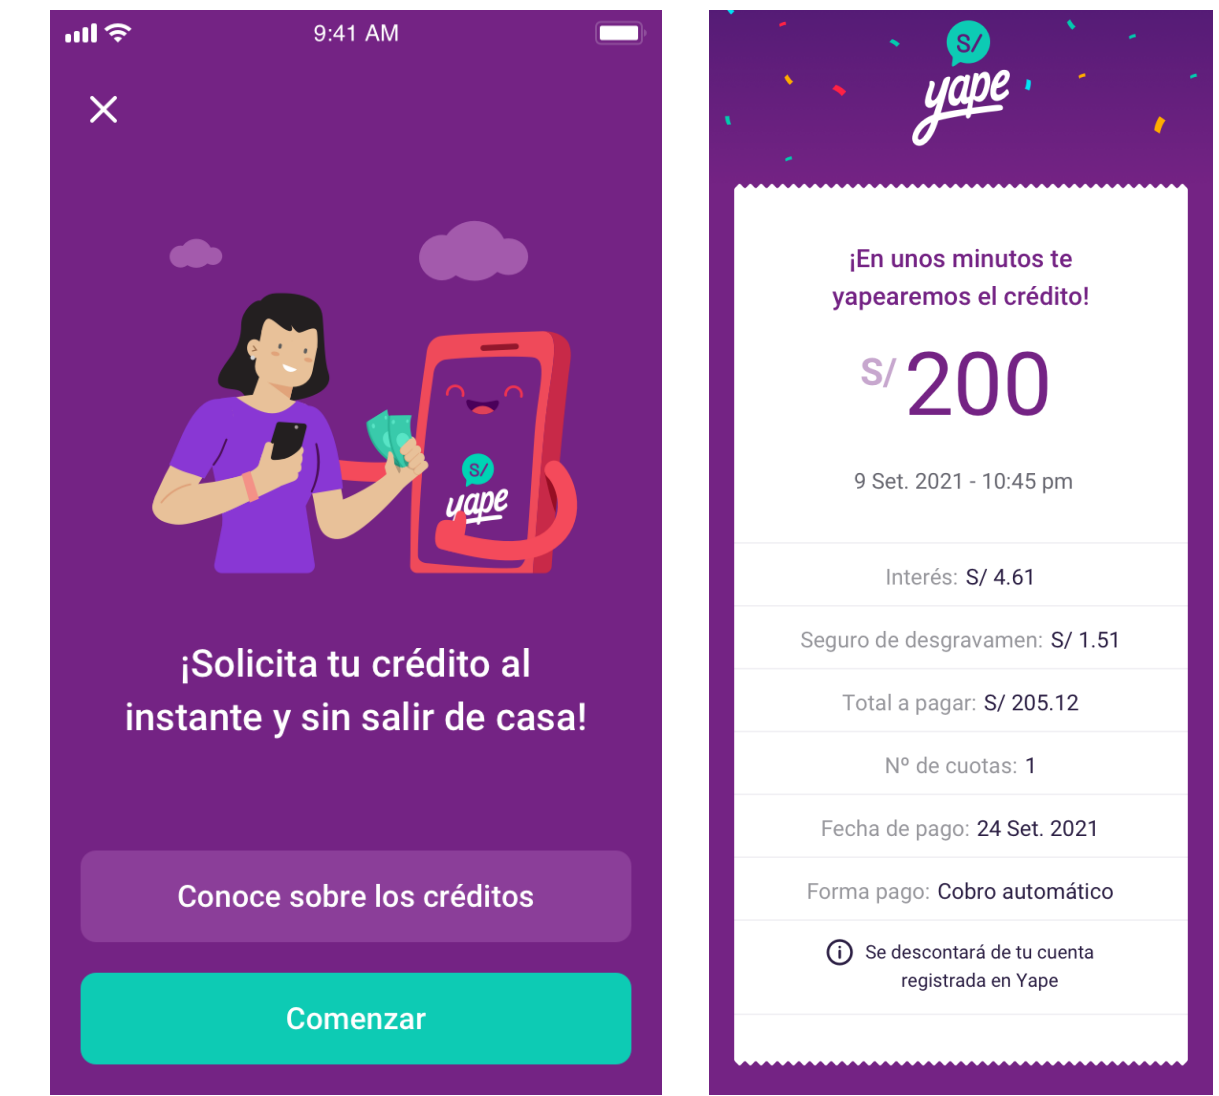 9:41 AM
S/
yape
¡Solicita tu crédito al
instante y sin salir de casa!
Conoce sobre los créditos
Comenzar
S/
yape
¡En unos minutos te
yapearemos el crédito!
S/ 200
9 Set. 2021 - 10:45 pm
Interés: S/ 4.61
Seguro de desgravamen: S/ 1.51
Total a pagar: S/ 205.12
Nº de cuotas: 1
Fecha de pago: 24 Set. 2021
Forma pago: Cobro automático
Se descontará de tu cuenta
registrada en Yape